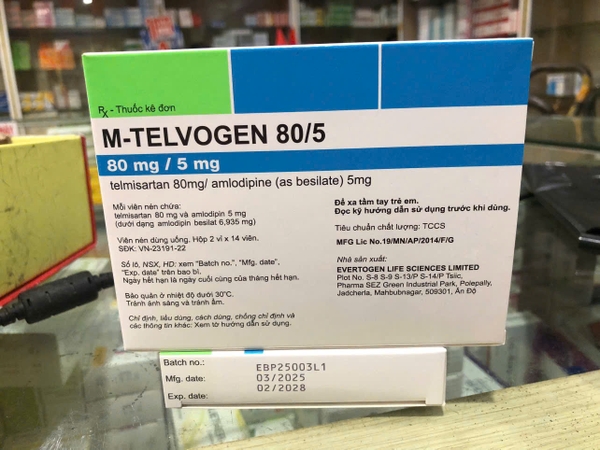 Rx - Thuốc kê đơn
M-TELVOGEN 80/5
80 mg / 5 mg
telmisartan 80mg/ amlodipine (as besilate) 5mg
Mỗi viên nén chứa:
telmisartan 80 mg và amlodipin 5 mg
(dưới dạng amlodipin besilat 6,935 mg)
Viên nén dùng uống. Hộp 2 vỉ x 14 viên.
SĐK: VN-23191-22
Số lô, NSX, HD: xem "Batch no.", "Mfg. date",
"Exp. date" trên bao bì.
Ngày hết hạn là ngày cuối cùng của tháng hết hạn.
Bảo quản ở nhiệt độ dưới 30°C.
Tránh ánh sáng và tránh ẩm.
Chỉ định, liều dùng, cách dùng, chống chỉ định và
các thông tin khác: Xem tờ hướng dẫn sử dụng.
Để xa tầm tay trẻ em.
Đọc kỹ hướng dẫn sử dụng trước khi dùng.
Tiêu chuẩn chất lượng: TCCS
MFG Lic No.19/MN/AP/2014/F/G
Nhà sản xuất:
EVERTOGEN LIFE SCIENCES LIMITED
Plot No. S-8 S-9 S-13/P S-14/P Tsiic,
Pharma SEZ Green Industrial Park, Polepally,
Jadcherla, Mahbubnagar, 509301, Ấn Độ
Batch no.: EBP25003L1
Mfg. date: 03/2025
Exp. date: 02/2028